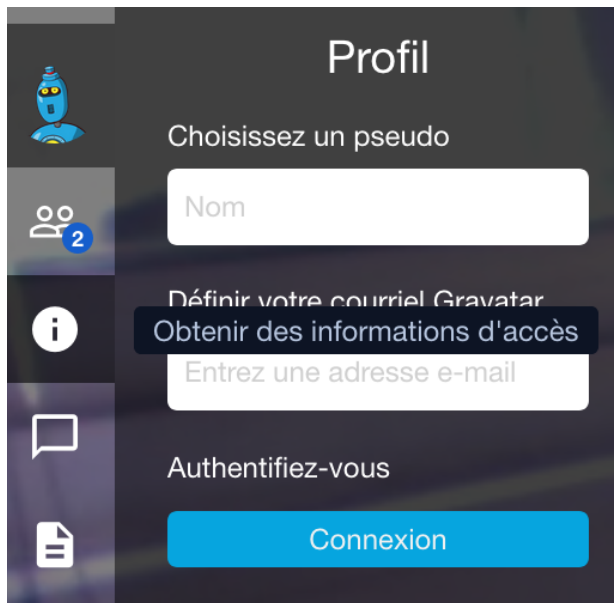 Profil
Choisissez un pseudo
Nom
2
Définir votre courriel Gravatar
Obtenir des informations d'accès
Entrez une adresse e-mail
Authentifiez-vous
Connexion